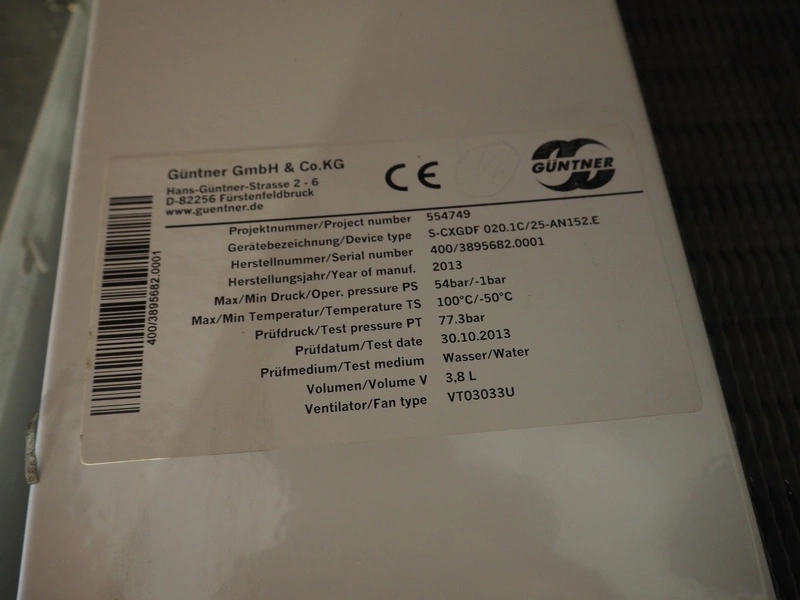 Güntner GmbH & Co.KG
Hans-Güntner-Strasse 2 - 6
D-82256 Fürstenfeldbruck
www.guentner.de
CE
GÜNTNER
Projektnummer/Project number 554749
Gerätebezeichnung/Device type S-CXGDF 020.1C/25-AN152.E
Herstellnummer/Serial number 400/3895682.0001
Herstellungsjahr/Year of manuf. 2013
Max/Min Druck/Oper. pressure PS 54bar/-1bar
Max/Min Temperatur/Temperature TS 100°C/-50°C
Prüfdruck/Test pressure PT 77.3bar
Prüfdatum/Test date 30.10.2013
Prüfmedium/Test medium Wasser/Water
Volumen/Volume V 3,8 L
Ventilator/Fan type VT03033U
400/3895682.0001